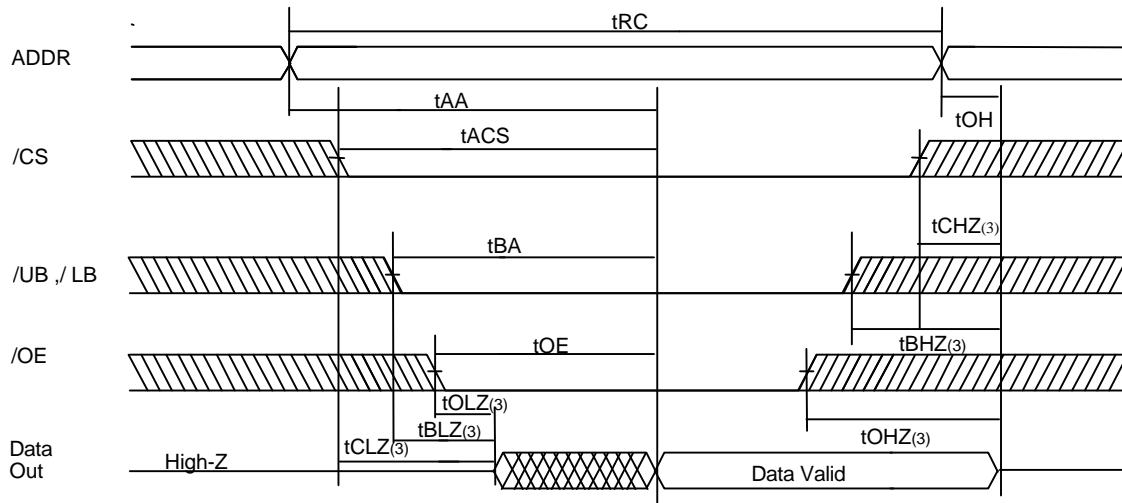 tRC
ADDR
tAA
tOH
tACS
/CS
tCHZ(3)
tBA
/UB ,/ LB
tBHZ(3)
tOE
/OE
tOLZ(3)
tBLZ(3)
tOHZ(3)
tCLZ(3)
Data
Out
High-Z
Data Valid